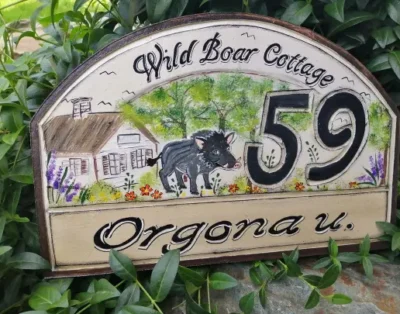 Wild Boar Cottage
59
Orgona u.